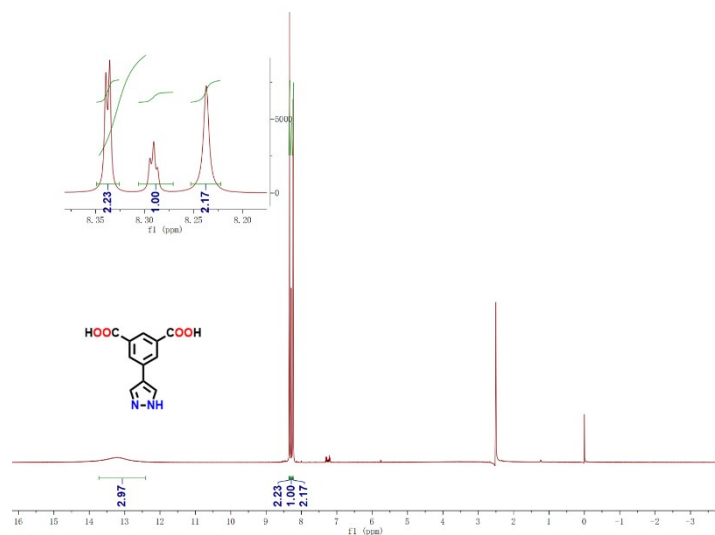 5000
0
2.23
1.00
2.17
8.35
8.30
8.25
8.20
f1 (ppm)
HOOC
COOH
N
NH
2.97
2.23
1.00
2.17
16 15 14 13 12 11 10 9 8 7 6 5 4 3 2 1 0 -1 -2 -3
f1 (ppm)